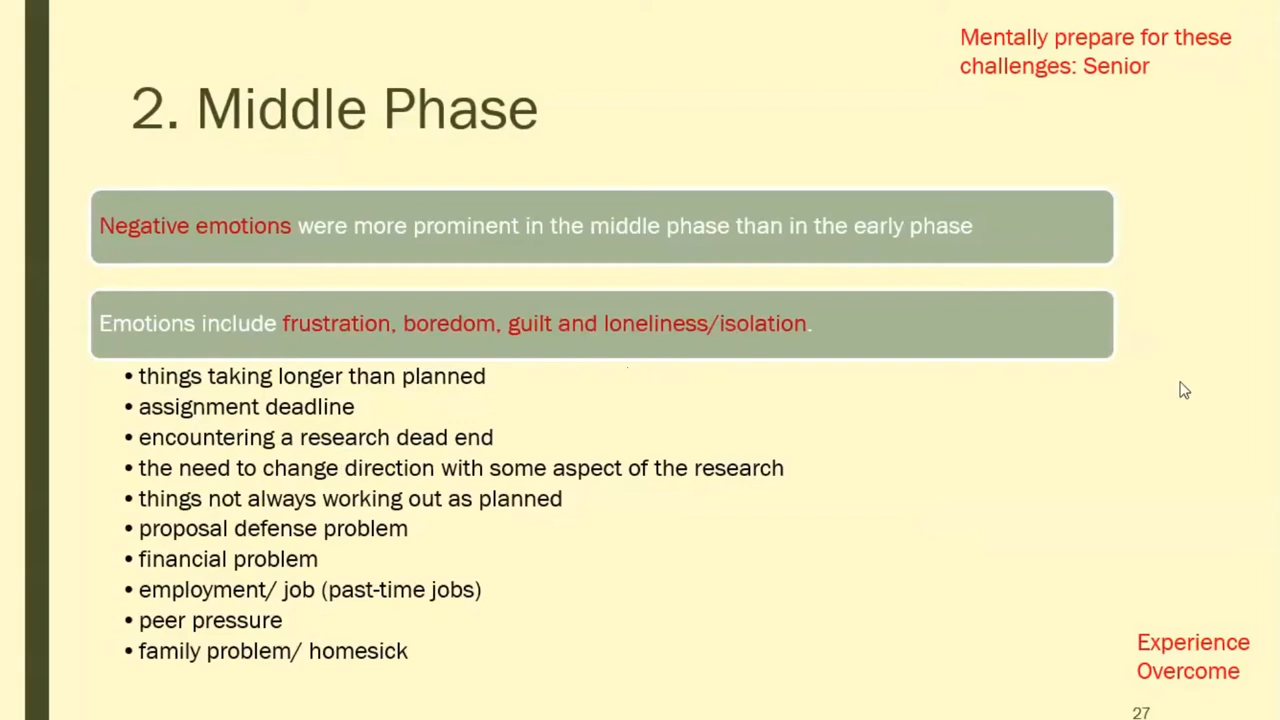 Mentally prepare for these
challenges: Senior
2. Middle Phase
Negative emotions were more prominent in the middle phase than in the early phase
Emotions include frustration, boredom, guilt and loneliness/isolation.
• things taking longer than planned
• assignment deadline
• encountering a research dead end
• the need to change direction with some aspect of the research
• things not always working out as planned
• proposal defense problem
• financial problem
• employment/ job (past-time jobs)
• peer pressure
• family problem/ homesick
Experience
Overcome
27